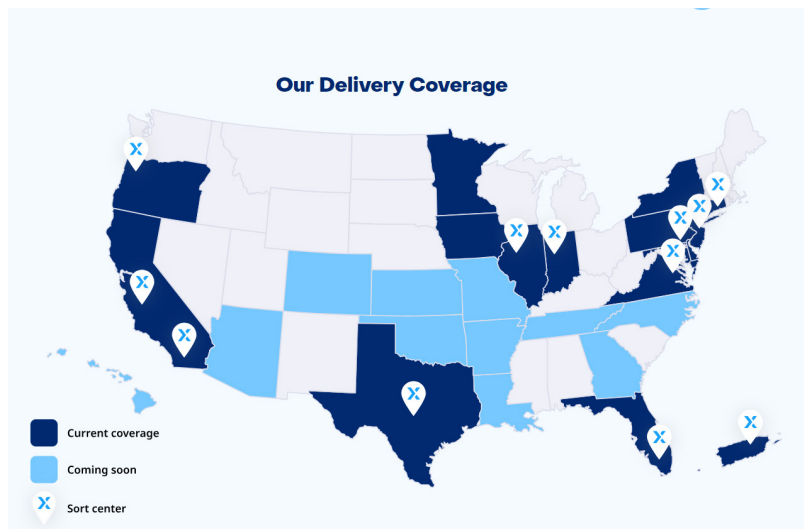 Our Delivery Coverage
Current coverage
Coming soon
Sort center